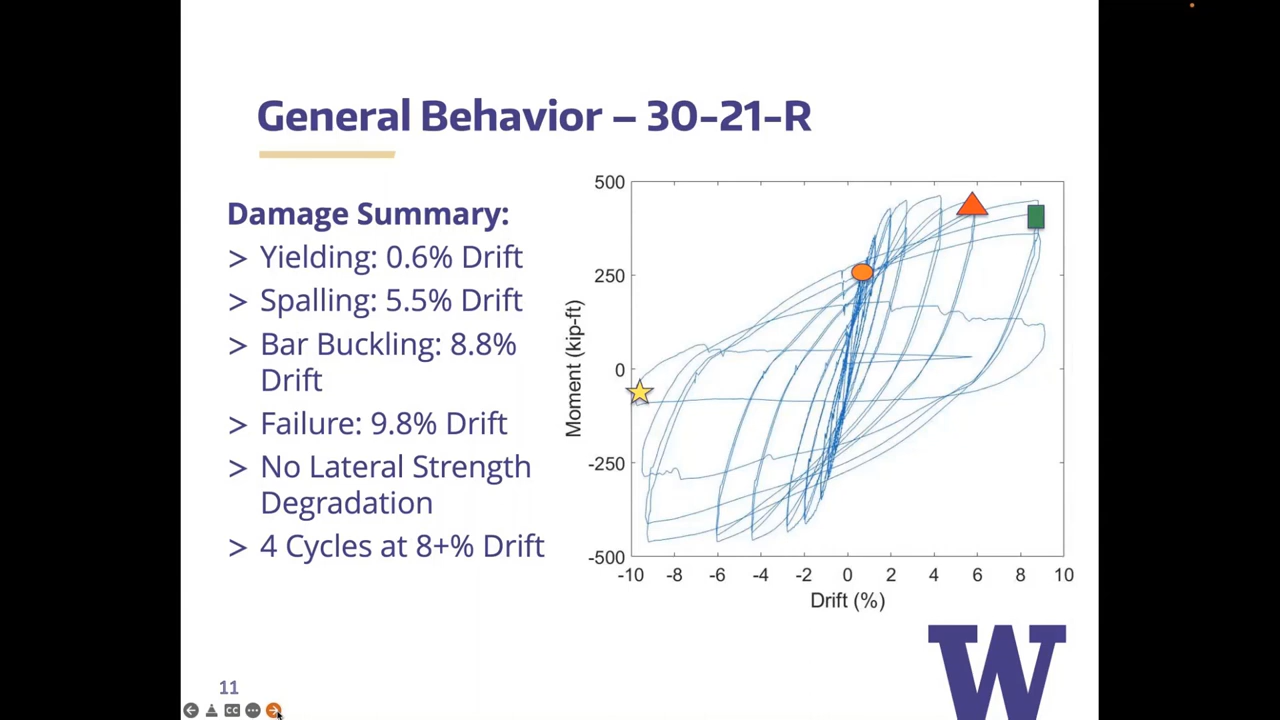 General Behavior – 30-21-R
Damage Summary:
> Yielding: 0.6% Drift
> Spalling: 5.5% Drift
> Bar Buckling: 8.8%
Drift
> Failure: 9.8% Drift
> No Lateral Strength
Degradation
> 4 Cycles at 8+% Drift
500
250
0
-250
-500
Moment (kip-ft)
-10 -8 -6 -4 -2 0 2 4 6 8 10
Drift (%)
W
11
CC